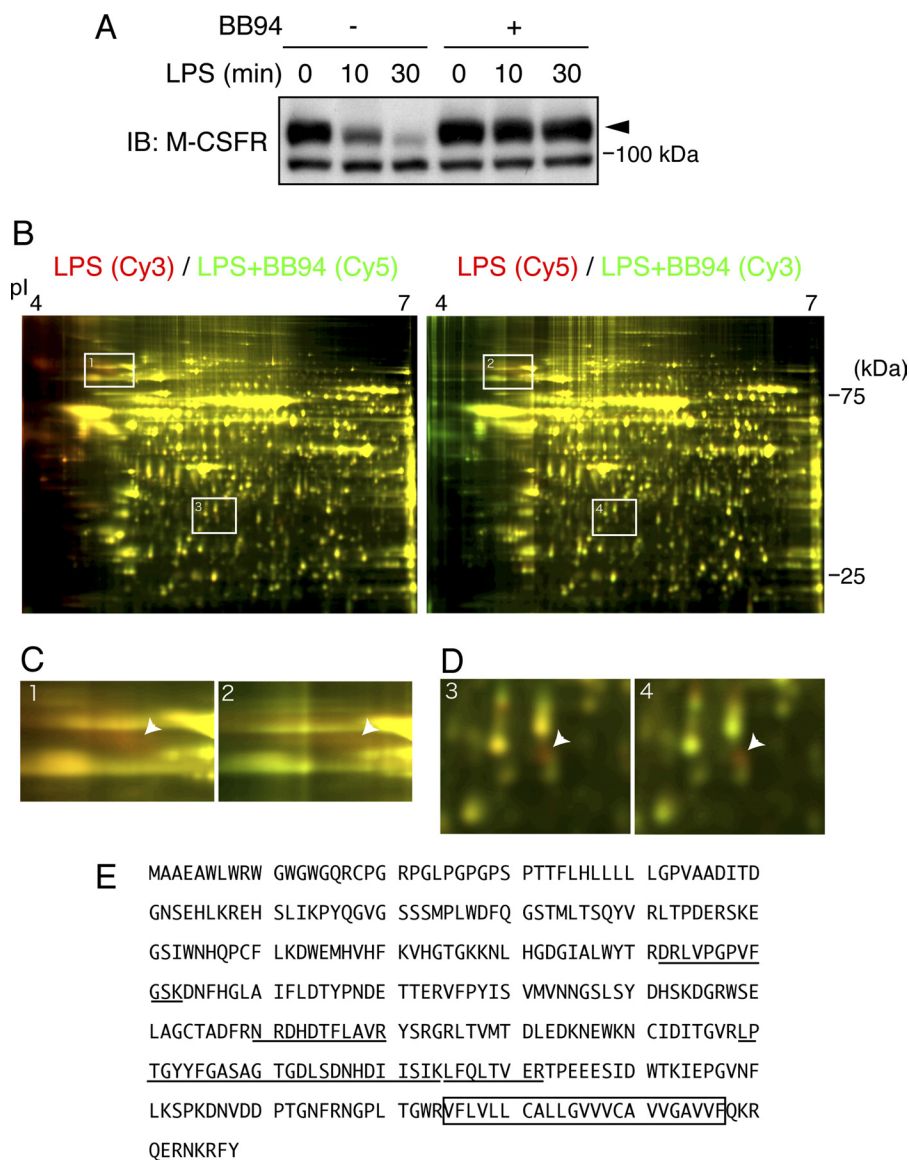 A
BB94 - +
LPS (min) 0 10 30 0 10 30
IB: M-CSFR
–100 kDa
B
LPS (Cy3) / LPS+BB94 (Cy5) LPS (Cy5) / LPS+BB94 (Cy3)
pI
4 7 4 7
(kDa)
1 2
–75
3 4
–25
C D
1 2 3 4
E MAAEAWLWRW GWGWGQRCPG RPGLPGPGPS PTTFLHLLLL LGPVAADITD
GNSEHLKREH SLIKPYQGVG SSSMPLWDFQ GSTMLTSQYV RLTPDERSKE
GSIWNHQPCF LKDWEMHVHF KVHGTGKKNL HGDGIALWYT RDRLVPGPVF
GSKDNFHGLA IFLDTYPNDE TTERVFPYIS VMVNNGSLSY DHSKDGRWSE
LAGCTADFRN RDHDTFLAVR YSRGRLTVMT DLEDKNEWKN CIDITGVRLP
TGYYFGASAG TGDLSDNHDI ISIKLFQLTV ERTPEEESID WTKIEPGVNF
LKSPKDNVDD PTGNFRNGPL TGWRVFLVLL CALLGVVVCA VVGAVVFQKR
QERNKRFY